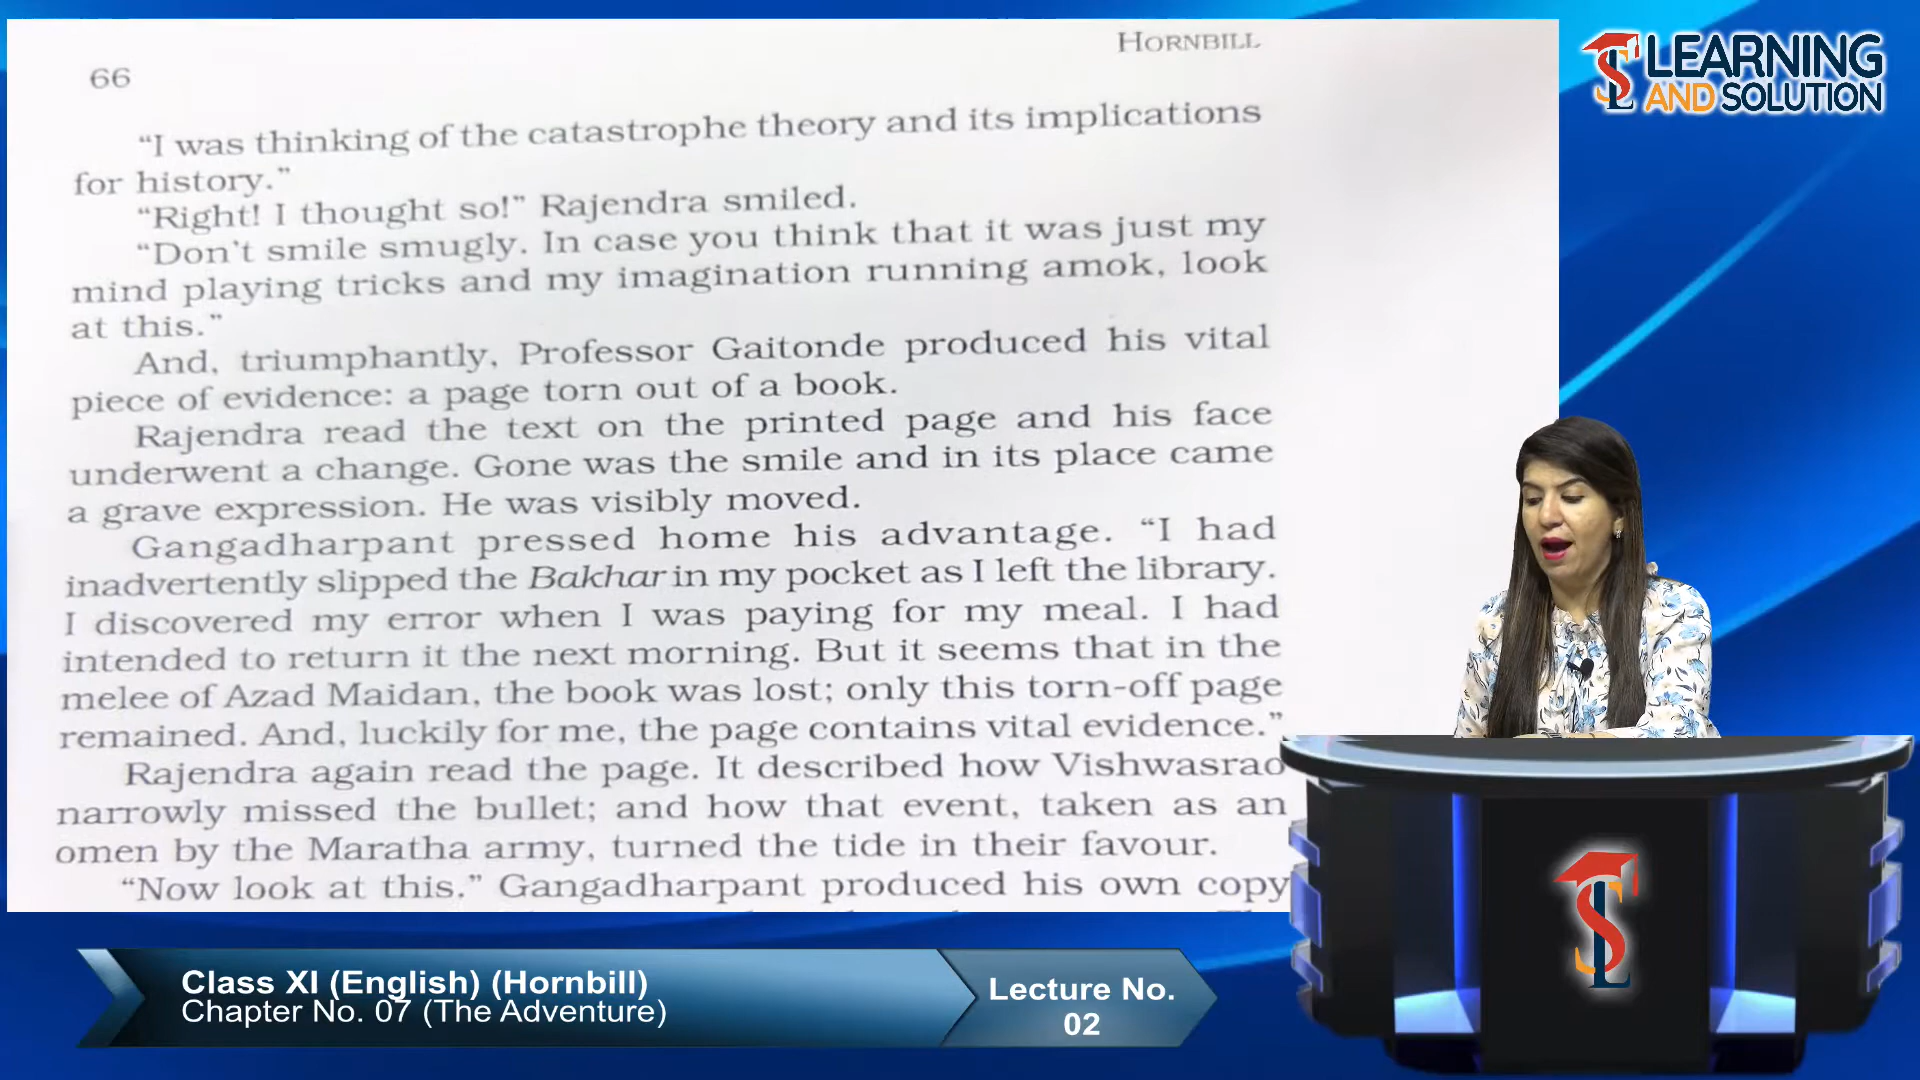 HORNBILL
66
“I was thinking of the catastrophe theory and its implications
for history.”
“Right! I thought so!” Rajendra smiled.
“Don't smile smugly. In case you think that it was just my
mind playing tricks and my imagination running amok, look
at this.”
And, triumphantly, Professor Gaitonde produced his vital
piece of evidence: a page torn out of a book.
Rajendra read the text on the printed page and his face
underwent a change. Gone was the smile and in its place came
a grave expression. He was visibly moved.
Gangadharpant pressed home his advantage. “I had
inadvertently slipped the Bakhar in my pocket as I left the library.
I discovered my error when I was paying for my meal. I had
intended to return it the next morning. But it seems that in the
melee of Azad Maidan, the book was lost; only this torn-off page
remained. And, luckily for me, the page contains vital evidence.”
Rajendra again read the page. It described how Vishwasrao
narrowly missed the bullet; and how that event, taken as an
omen by the Maratha army, turned the tide in their favour.
“Now look at this.” Gangadharpant produced his own copy
LEARNING
AND SOLUTION
Class XI (English) (Hornbill)
Chapter No. 07 (The Adventure)
Lecture No.
02